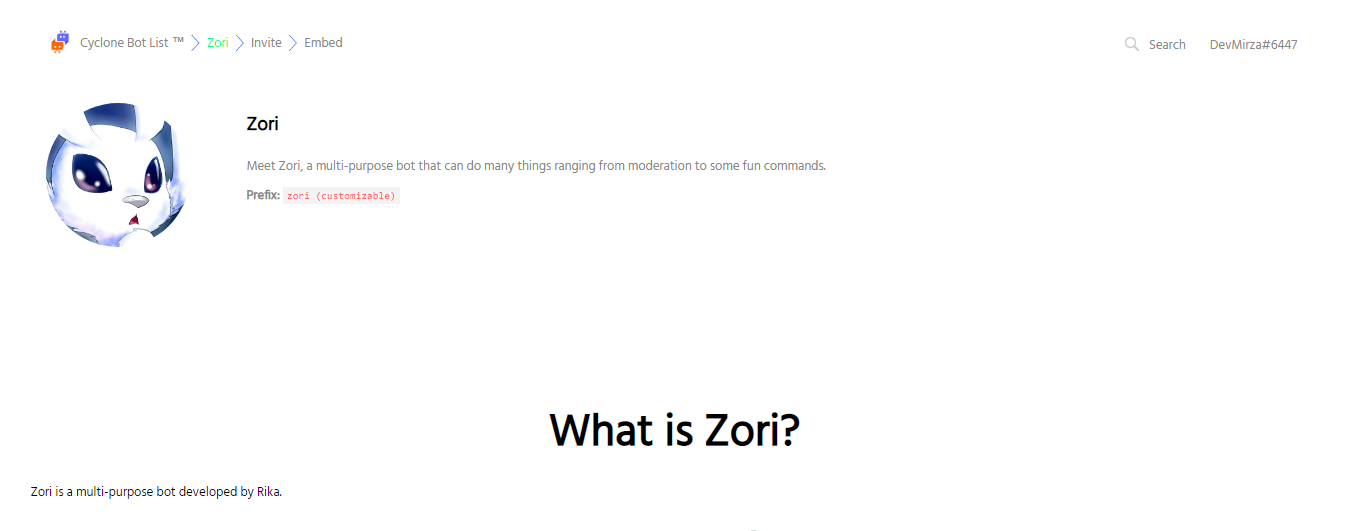 Cyclone Bot List ™ Zori Invite Embed Search DevMirza#6447
Zori
Meet Zori, a multi-purpose bot that can do many things ranging from moderation to some fun commands.
Prefix: zori (customizable)
What is Zori?
Zori is a multi-purpose bot developed by Rika.